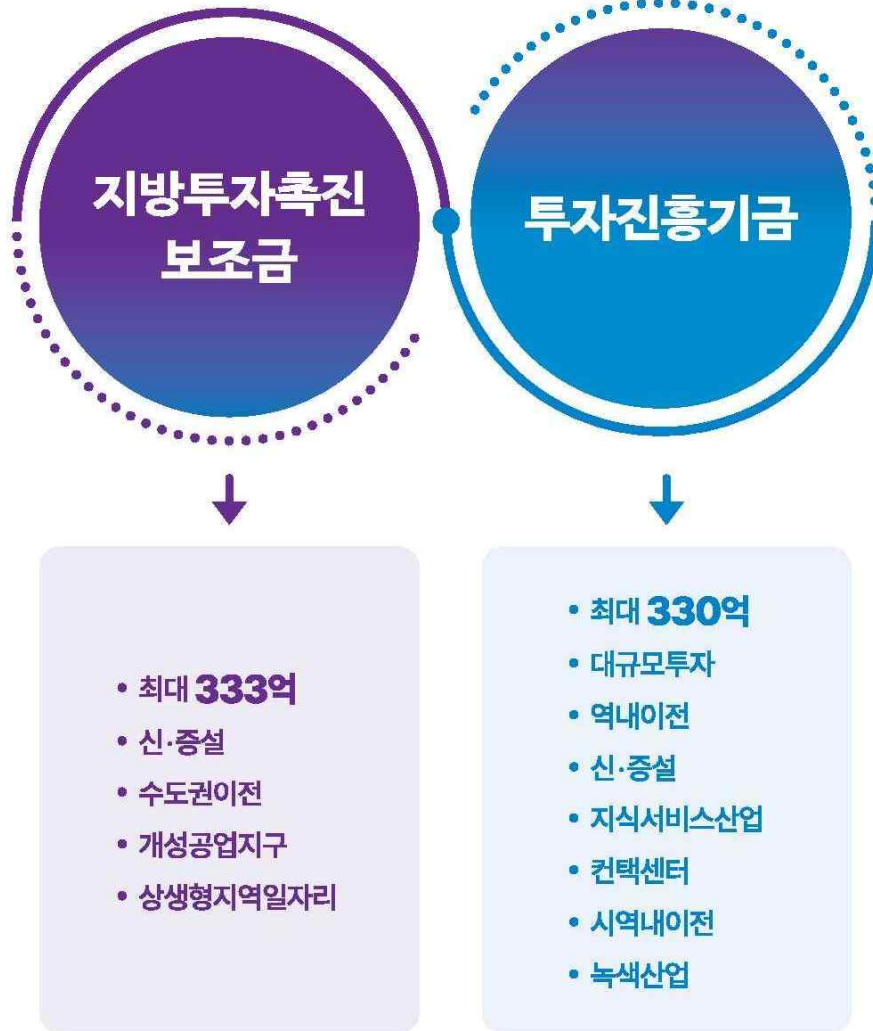 지방투자촉진
보조금
투자진흥기금
• 최대 333억
• 신·증설
• 수도권이전
• 개성공업지구
• 상생형지역일자리
• 최대 330억
• 대규모투자
• 역내이전
• 신·증설
• 지식서비스산업
• 컨택센터
• 시역내이전
• 녹색산업